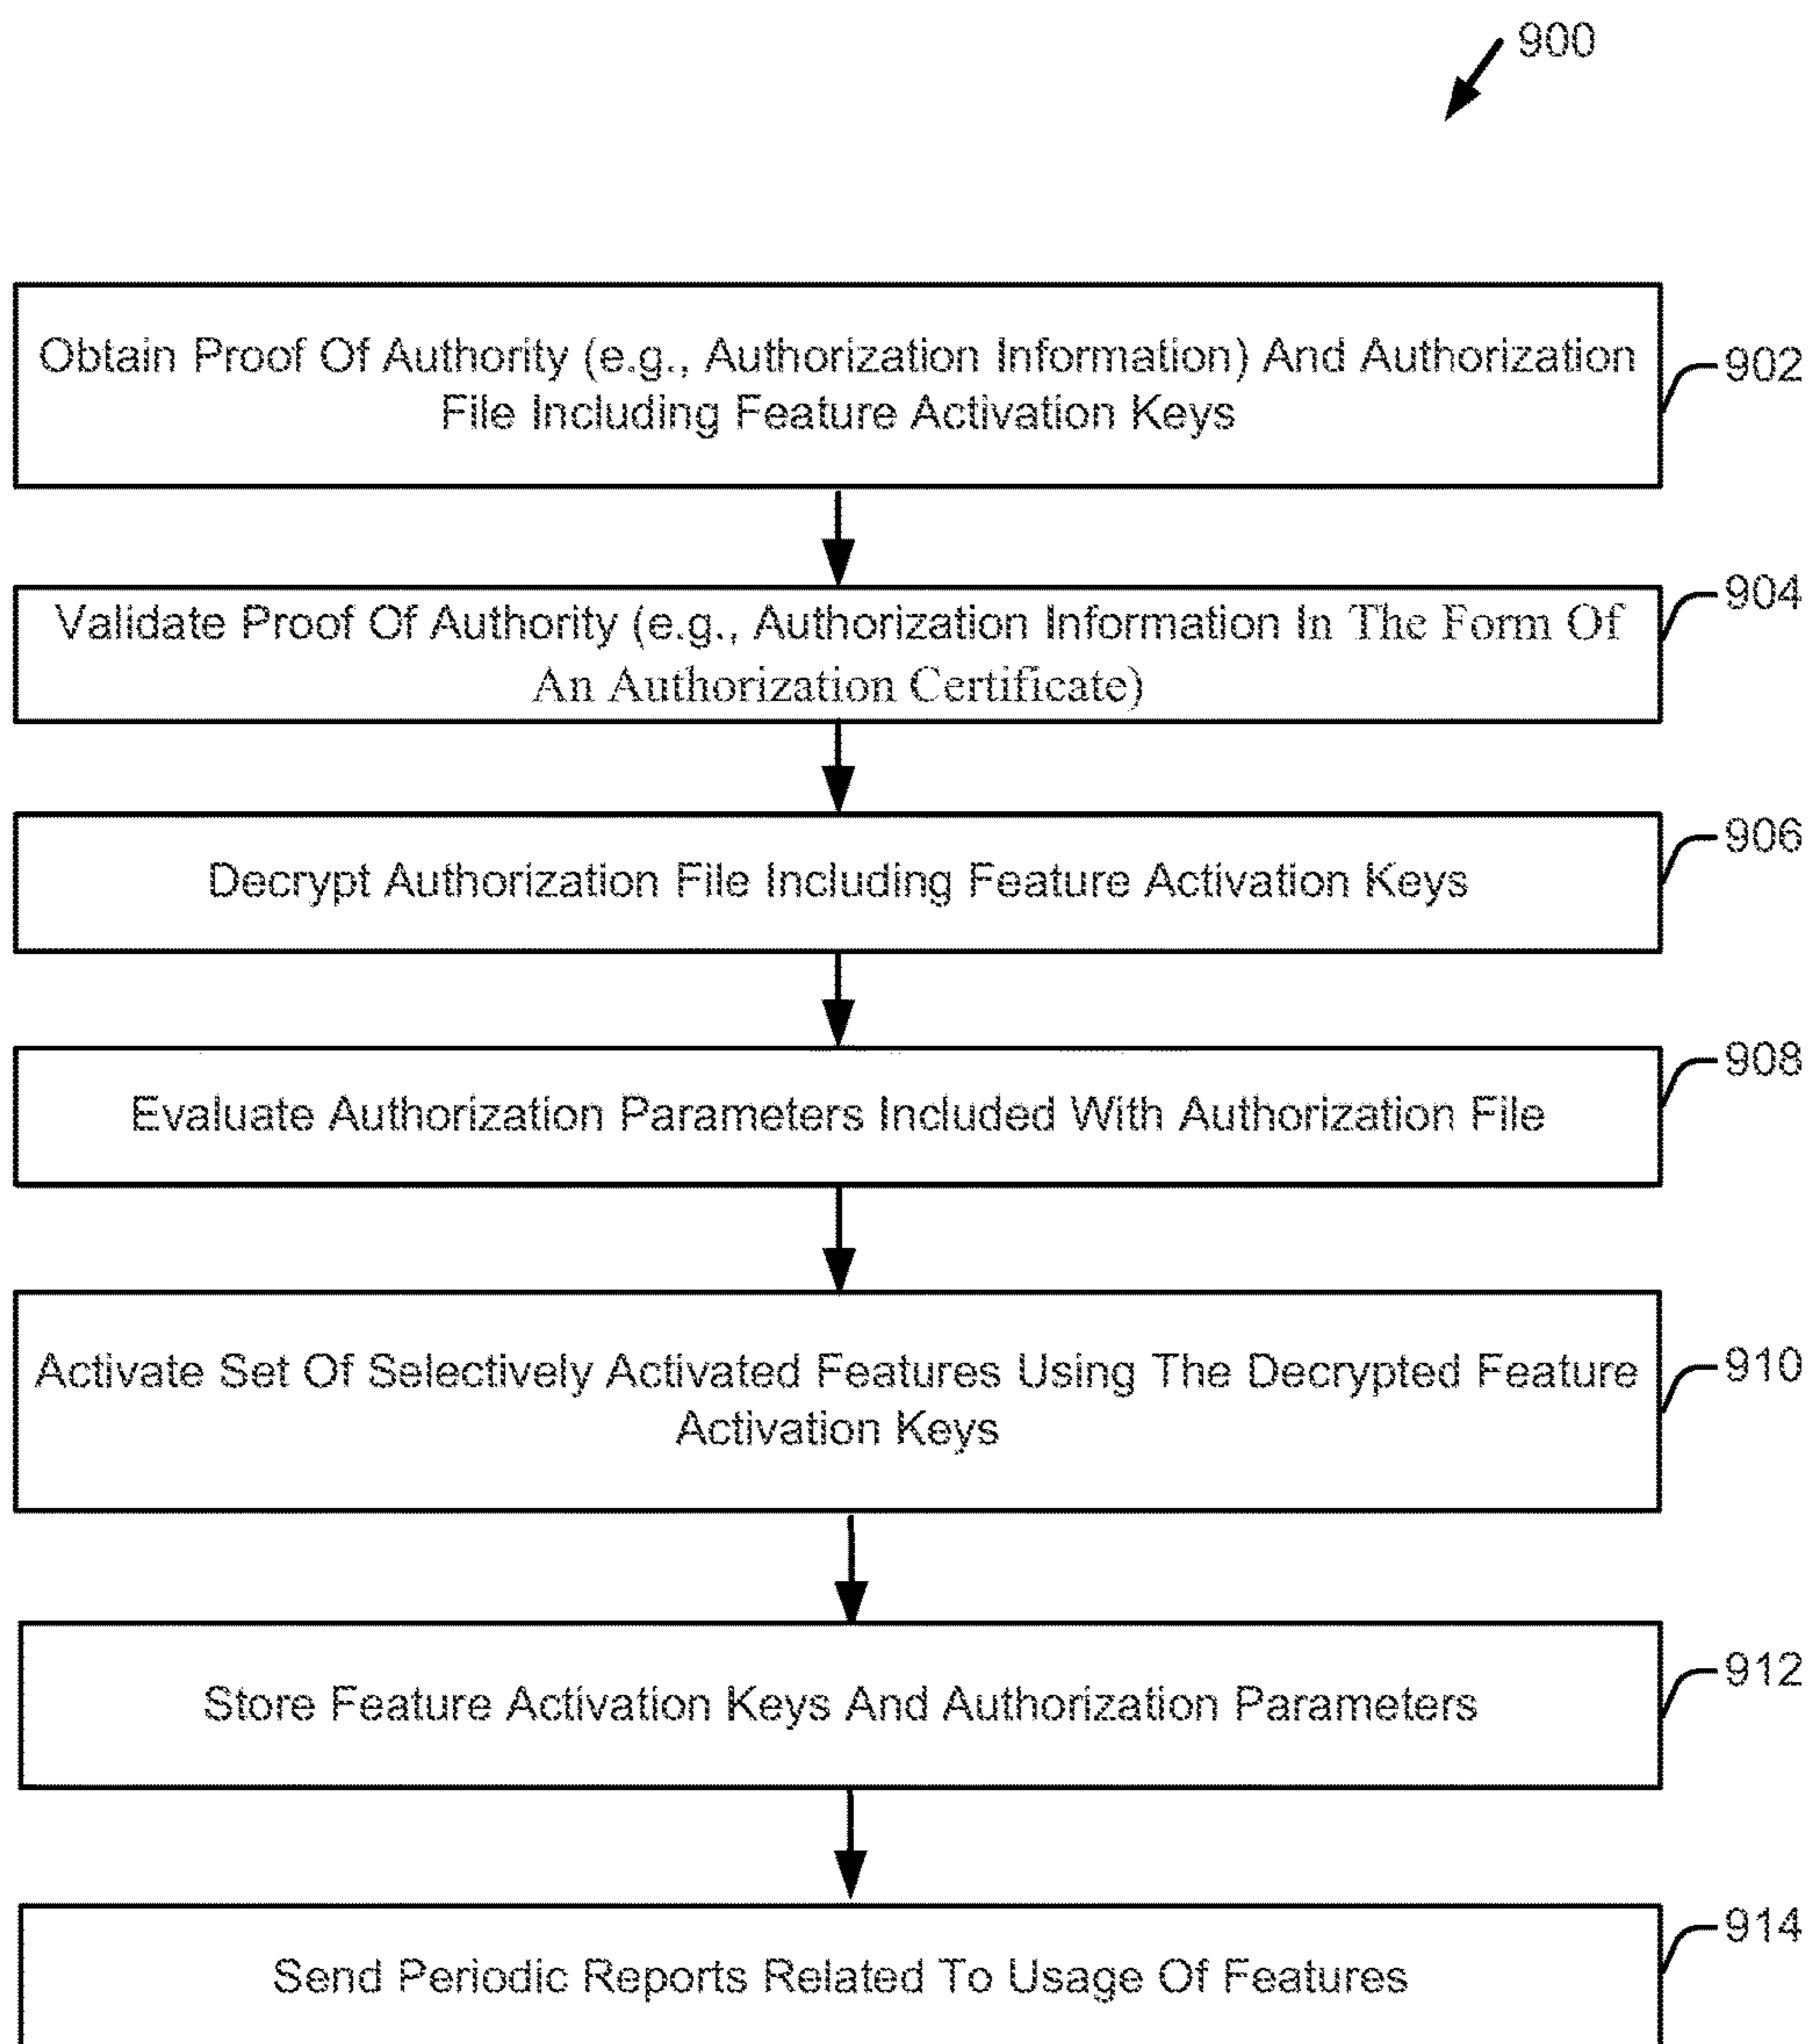 900
Obtain Proof Of Authority (e.g., Authorization Information) And Authorization
File Including Feature Activation Keys
902
Validate Proof Of Authority (e.g., Authorization Information In The Form Of
An Authorization Certificate)
904
Decrypt Authorization File Including Feature Activation Keys
906
Evaluate Authorization Parameters Included With Authorization File
908
Activate Set Of Selectively Activated Features Using The Decrypted Feature
Activation Keys
910
Store Feature Activation Keys And Authorization Parameters
912
Send Periodic Reports Related To Usage Of Features
914